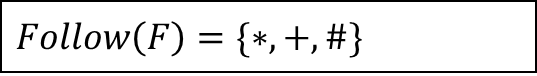 Follow(F) = {*, +, #}